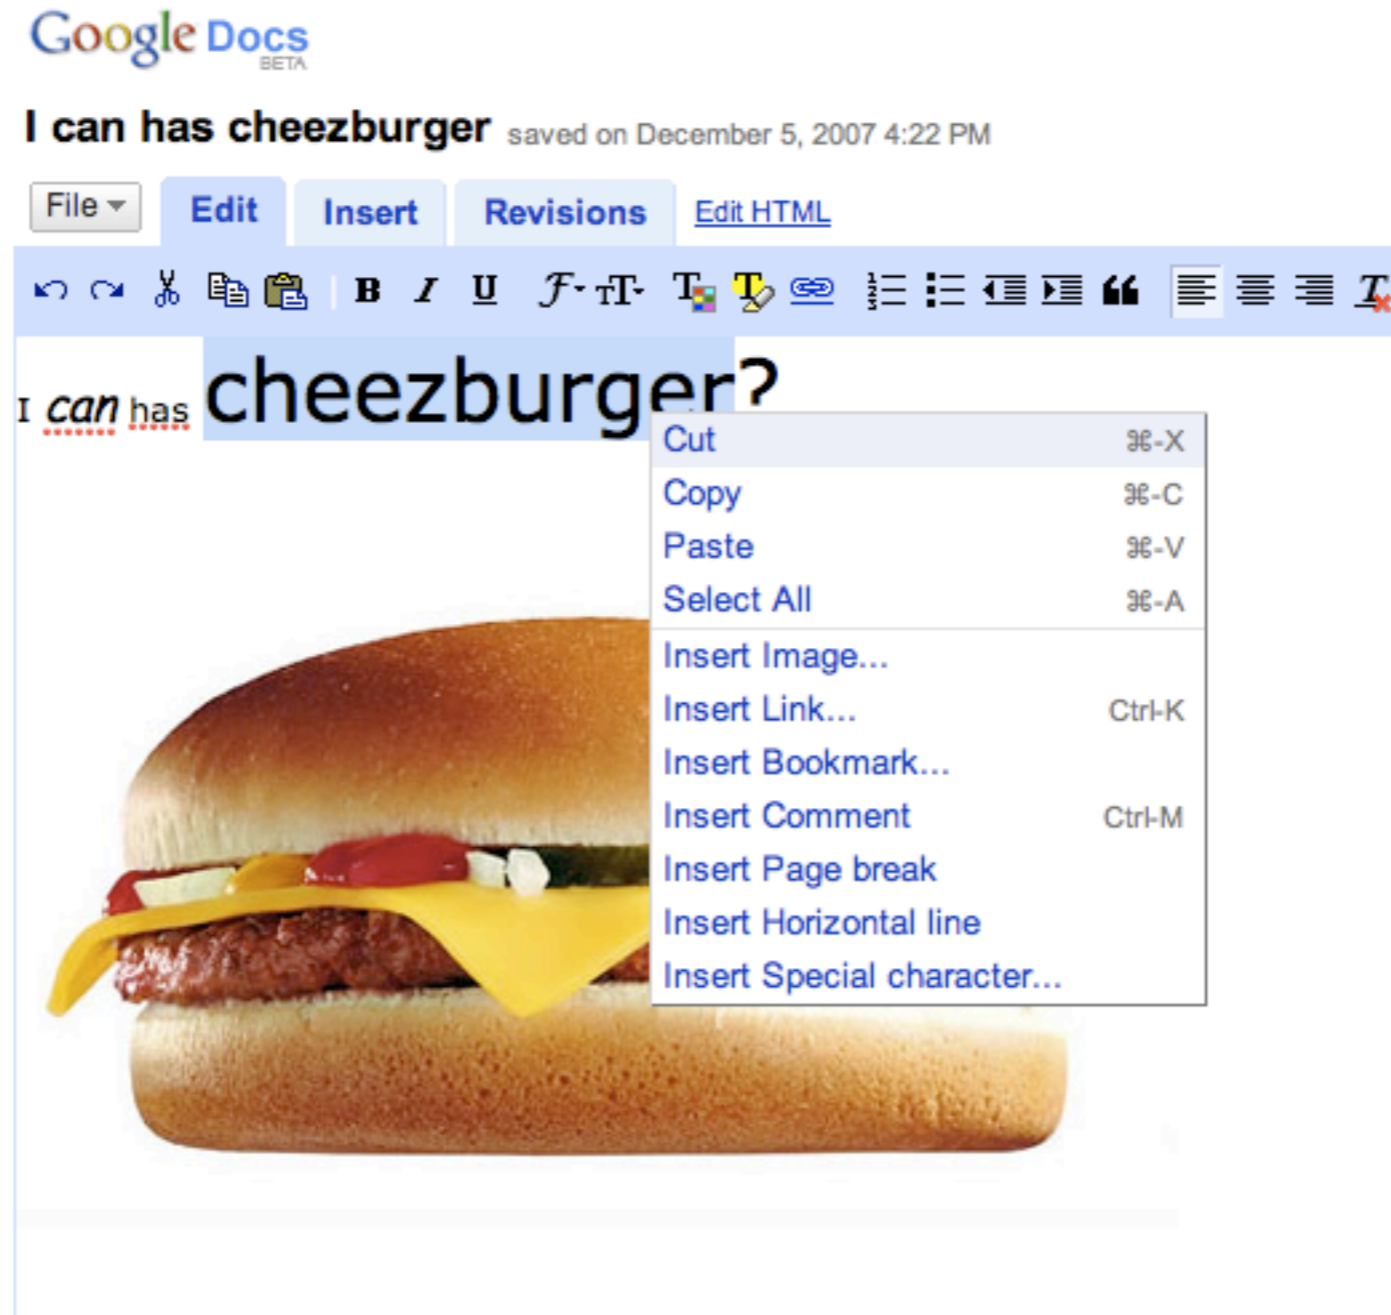 Google Docs
BETA
I can has cheezburger saved on December 5, 2007 4:22 PM
File Edit Insert Revisions Edit HTML
B I U F TT T T
I can has cheezburger?
Cut ⌘-X
Copy ⌘-C
Paste ⌘-V
Select All ⌘-A
Insert Image...
Insert Link... Ctrl-K
Insert Bookmark...
Insert Comment Ctrl-M
Insert Page break
Insert Horizontal line
Insert Special character...